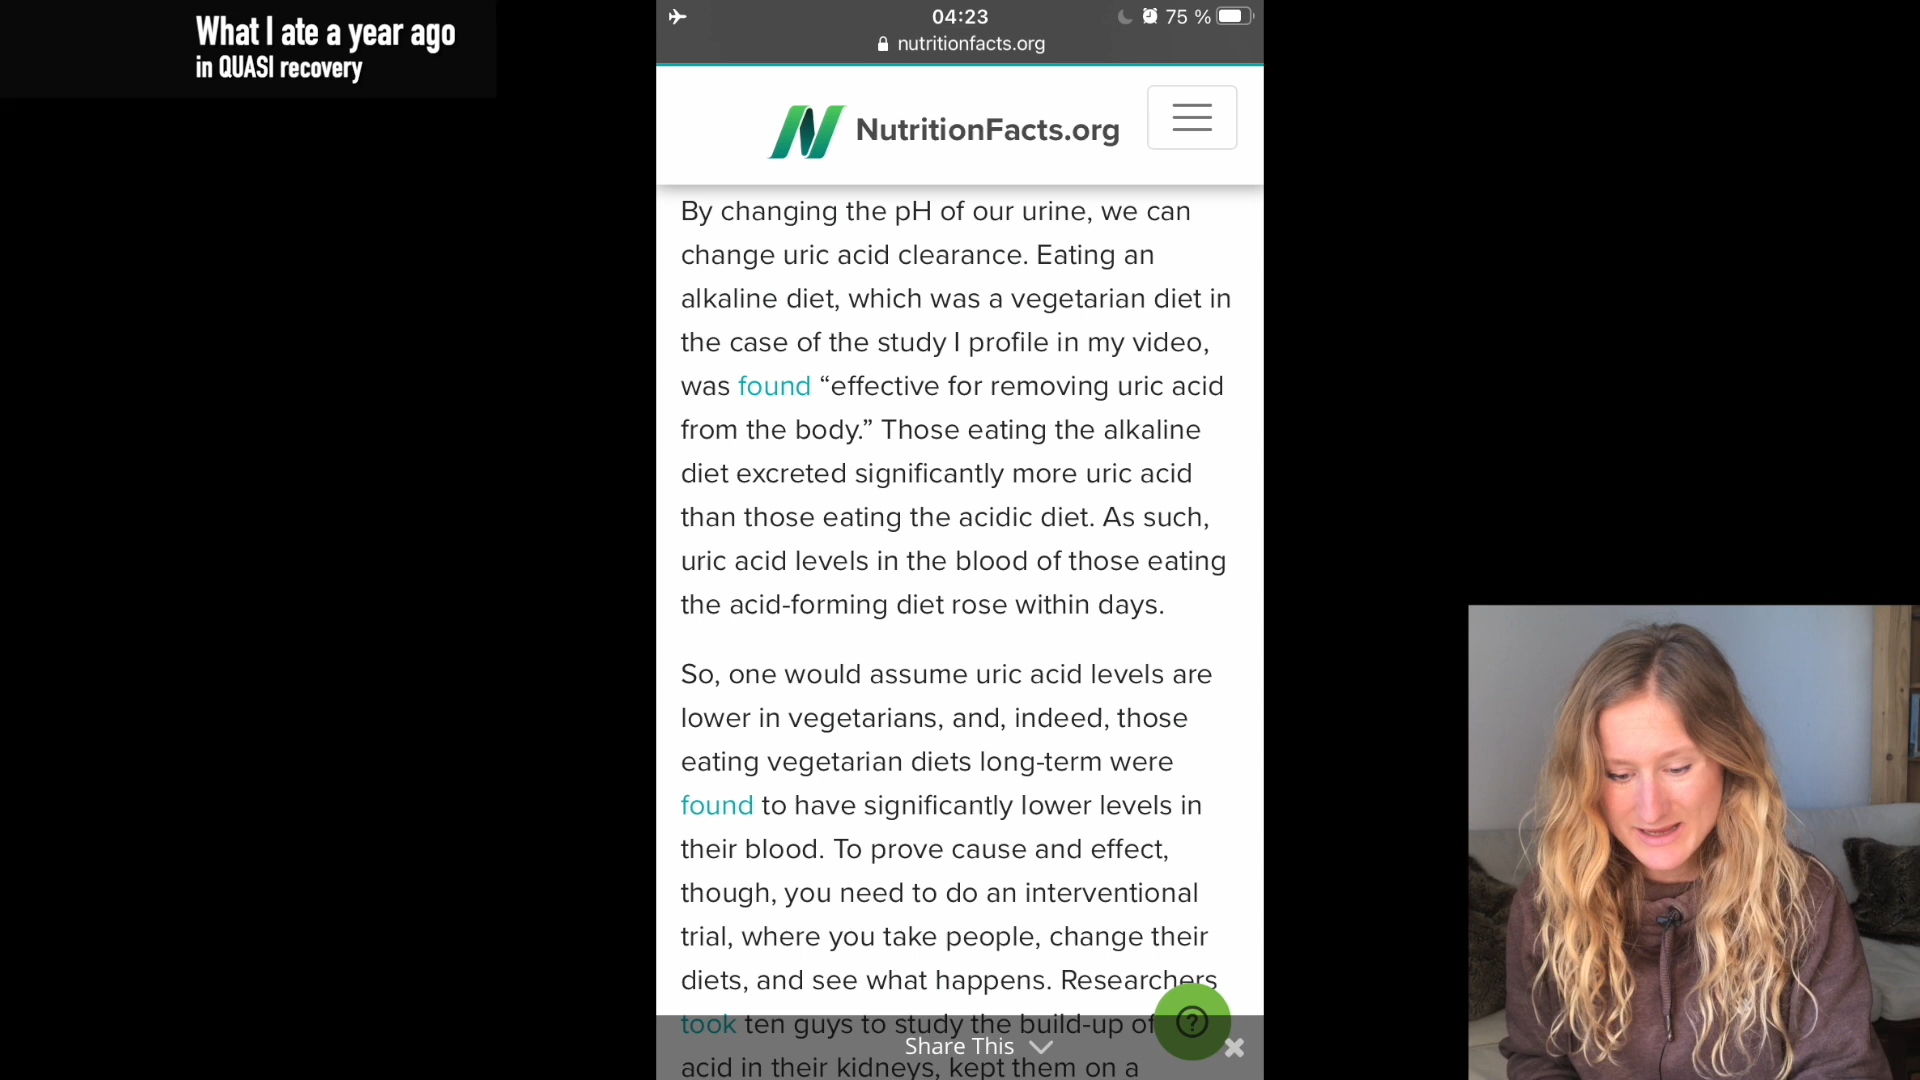 What I ate a year ago
in QUASI recovery
04:23
75 %
nutritionfacts.org
NutritionFacts.org
By changing the pH of our urine, we can
change uric acid clearance. Eating an
alkaline diet, which was a vegetarian diet in
the case of the study I profile in my video,
was found “effective for removing uric acid
from the body.” Those eating the alkaline
diet excreted significantly more uric acid
than those eating the acidic diet. As such,
uric acid levels in the blood of those eating
the acid-forming diet rose within days.
So, one would assume uric acid levels are
lower in vegetarians, and, indeed, those
eating vegetarian diets long-term were
found to have significantly lower levels in
their blood. To prove cause and effect,
though, you need to do an interventional
trial, where you take people, change their
diets, and see what happens. Researchers
took ten guys to study the build-up of
Share This
acid in their kidneys, kept them on a